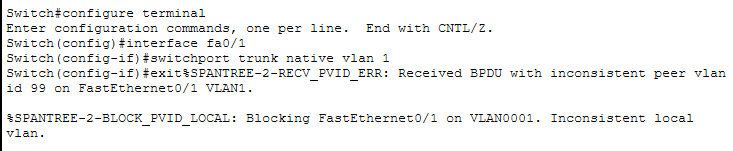 Switch#configure terminal
Enter configuration commands, one per line.  End with CNTL/Z.
Switch(config)#interface fa0/1
Switch(config-if)#switchport trunk native vlan 1
Switch(config-if)#exit%SPANTREE-2-RECV_PVID_ERR: Received BPDU with inconsistent peer vlan
id 99 on FastEthernet0/1 VLAN1.
%SPANTREE-2-BLOCK_PVID_LOCAL: Blocking FastEthernet0/1 on VLAN0001. Inconsistent local
vlan.